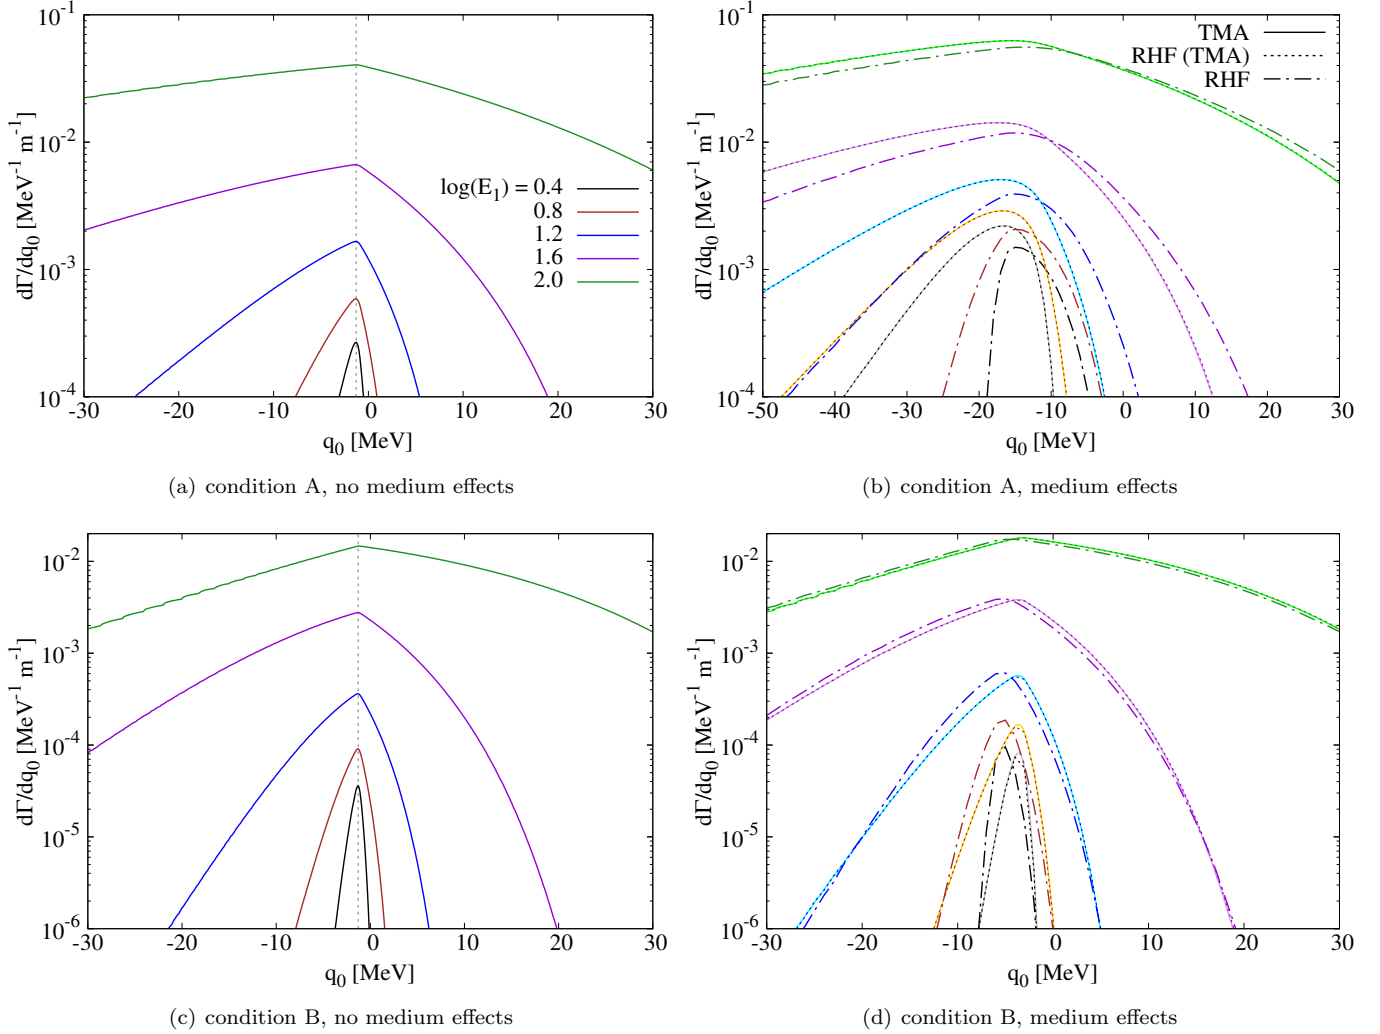 10⁻¹
10⁻²
10⁻³
10⁻⁴
dΓ/dq₀ [MeV⁻¹ m⁻¹]
log(E₁) = 0.4
0.8
1.2
1.6
2.0
-30 -20 -10 0 10 20 30
q₀ [MeV]
(a) condition A, no medium effects
10⁻¹
10⁻²
10⁻³
10⁻⁴
dΓ/dq₀ [MeV⁻¹ m⁻¹]
TMA
RHF (TMA)
RHF
-50 -40 -30 -20 -10 0 10 20 30
q₀ [MeV]
(b) condition A, medium effects
10⁻²
10⁻³
10⁻⁴
10⁻⁵
10⁻⁶
dΓ/dq₀ [MeV⁻¹ m⁻¹]
-30 -20 -10 0 10 20 30
q₀ [MeV]
(c) condition B, no medium effects
10⁻²
10⁻³
10⁻⁴
10⁻⁵
10⁻⁶
dΓ/dq₀ [MeV⁻¹ m⁻¹]
-30 -20 -10 0 10 20 30
q₀ [MeV]
(d) condition B, medium effects